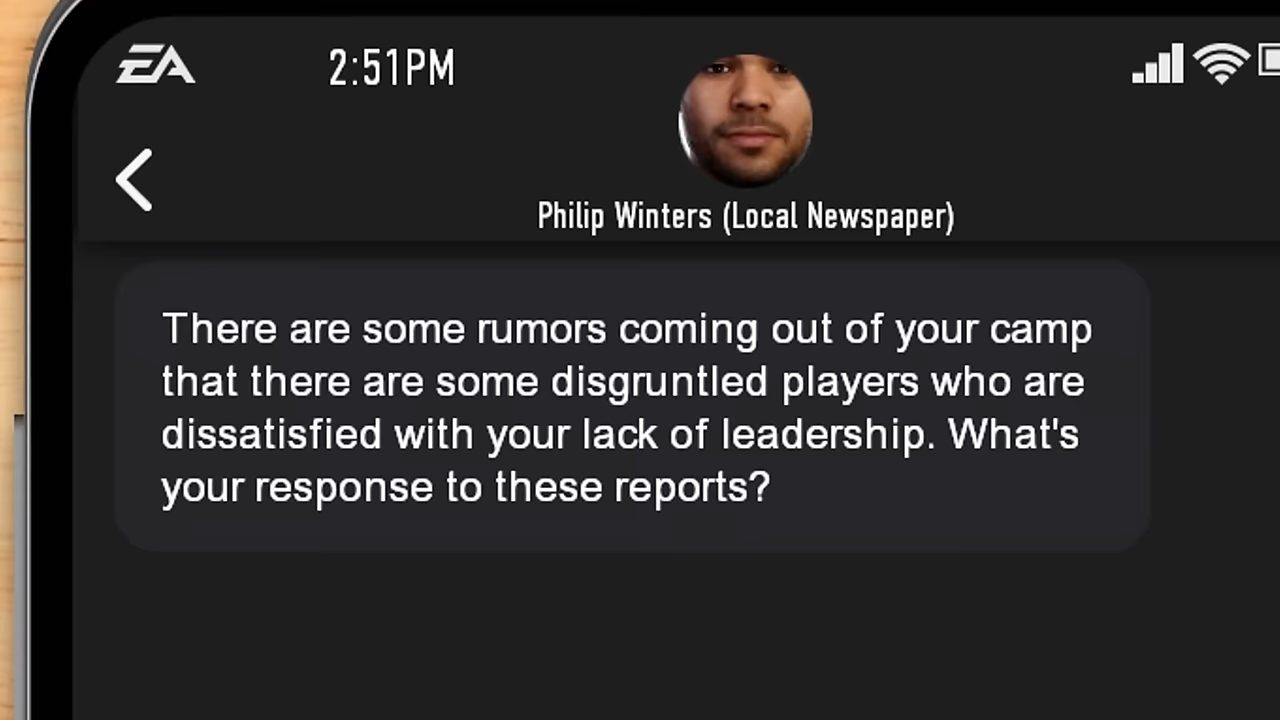 EA
2:51PM
Philip Winters (Local Newspaper)
There are some rumors coming out of your camp
that there are some disgruntled players who are
dissatisfied with your lack of leadership. What's
your response to these reports?